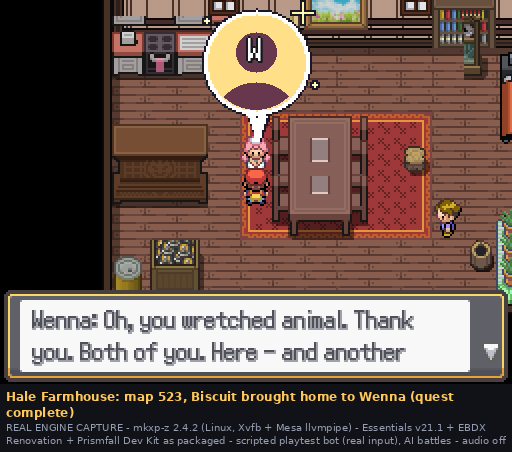 W
Wenna: Oh, you wretched animal. Thank
you. Both of you. Here - and another
Hale Farmhouse: map 523, Biscuit brought home to Wenna (quest
complete)
REAL ENGINE CAPTURE - mkxp-z 2.4.2 (Linux, Xvfb + Mesa llvmpipe) - Essentials v21.1 + EBDX
Renovation + Prismfall Dev Kit as packaged - scripted playtest bot (real input), AI battles - audio off